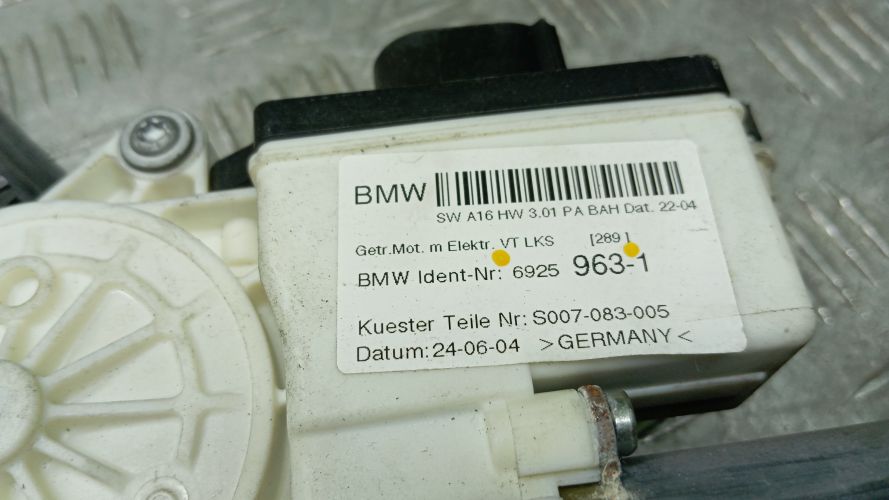 BMW
SW A16 HW 3.01 PA BAH Dat. 22-04
Getr.Mot. m Elektr. VT LKS [289]
BMW Ident-Nr: 6925 963-1
Kuester Teile Nr: S007-083-005
Datum: 24-06-04 >GERMANY<